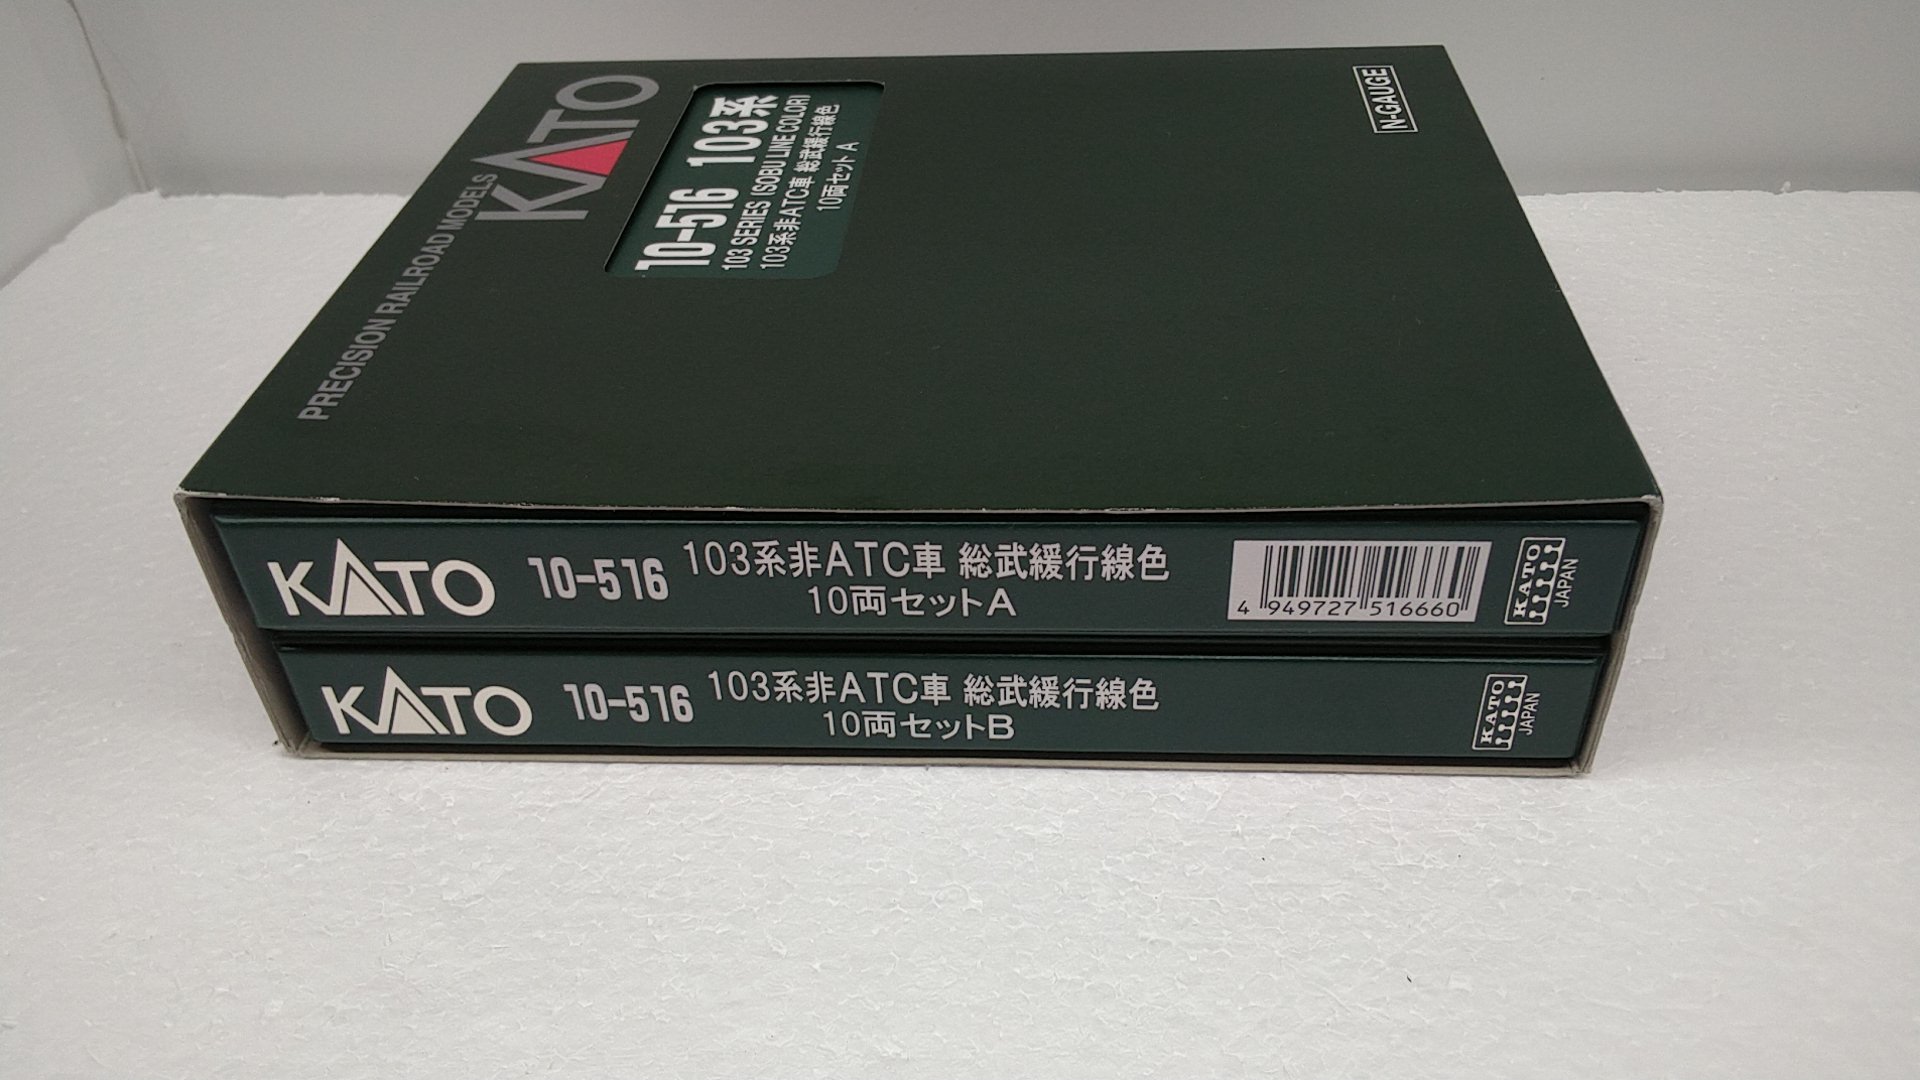 KATO
PRECISION RAILROAD MODELS
10-516 103系
103 SERIES (SOBU LINE COLOR)
103系非ATC車 総武緩行線色
10両セット A
N-GAUGE
KATO 10-516 103系非ATC車 総武緩行線色
10両セットA
4 949727 516660
KATO
JAPAN
KATO 10-516 103系非ATC車 総武緩行線色
10両セットB
KATO
JAPAN